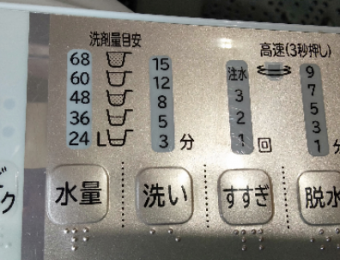 洗剤量目安
高速(3秒押し)
68 15 注水 9
60 12 3 7
48 8 2 5
36 5 1回 3
24L 3分 1分
水量 洗い すすぎ 脱水
ク